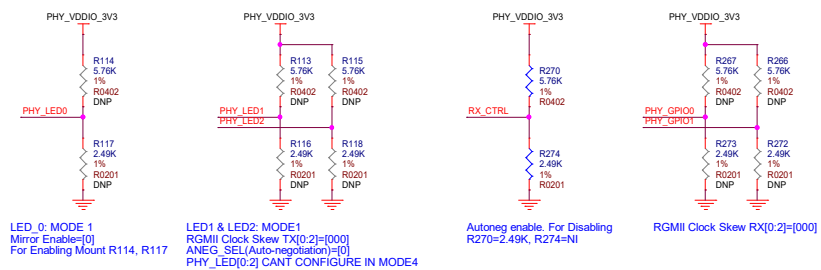 PHY_VDDIO_3V3
R114
5.76K
1%
R0402
DNP
PHY_LED0
R117
2.49K
1%
R0201
DNP
LED_0: MODE 1
Mirror Enable=[0]
For Enabling Mount R114, R117
PHY_VDDIO_3V3
R113
5.76K
1%
R0402
DNP
R115
5.76K
1%
R0402
DNP
PHY_LED1
PHY_LED2
R116
2.49K
1%
R0201
DNP
R118
2.49K
1%
R0201
DNP
LED1 & LED2: MODE1
RGMII Clock Skew TX[0:2]=[000]
ANEG_SEL(Auto-negotiation)=[0]
PHY_LED[0:2] CANT CONFIGURE IN MODE4
PHY_VDDIO_3V3
R270
5.76K
1%
R0402
RX_CTRL
R274
2.49K
1%
R0201
Autoneg enable. For Disabling
R270=2.49K, R274=NI
PHY_VDDIO_3V3
R267
5.76K
1%
R0402
DNP
R266
5.76K
1%
R0402
DNP
PHY_GPIO0
PHY_GPIO1
R273
2.49K
1%
R0201
DNP
R272
2.49K
1%
R0201
DNP
RGMII Clock Skew RX[0:2]=[000]